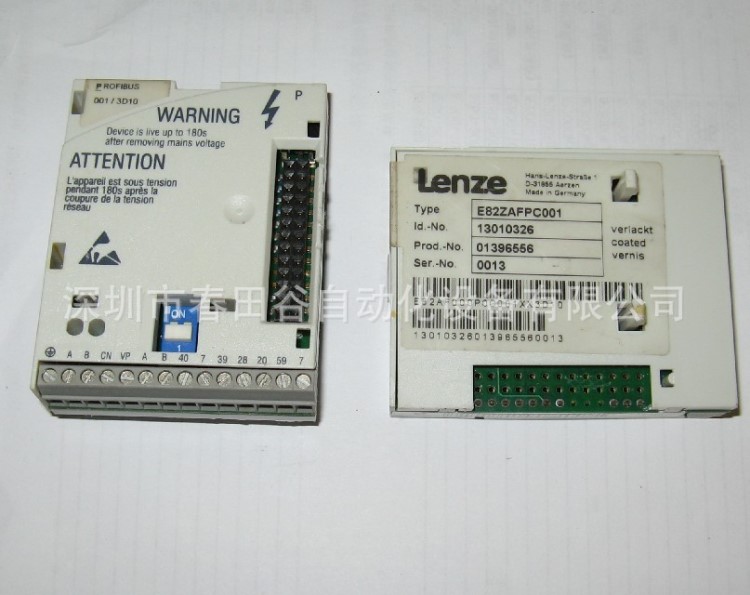 PROFIBUS
001 / 3D10
P
WARNING
Device is live up to 180s
after removing mains voltage
ATTENTION
L'appareil est sous tension
pendant 180s après la
coupure de la tension
réseau
ON
1
A B CN VP A B 40 7 39 28 20 59 7
Lenze
Hans-Lenze-Straße 1
D-31855 Aerzen
Made in Germany
Type E82ZAFPC001
Id.-No. 13010326
Prod.-No. 01396556
Ser.-No. 0013
verlackt
coated
vernis
13010326013965560013
深圳市春田谷自动化设备有限公司